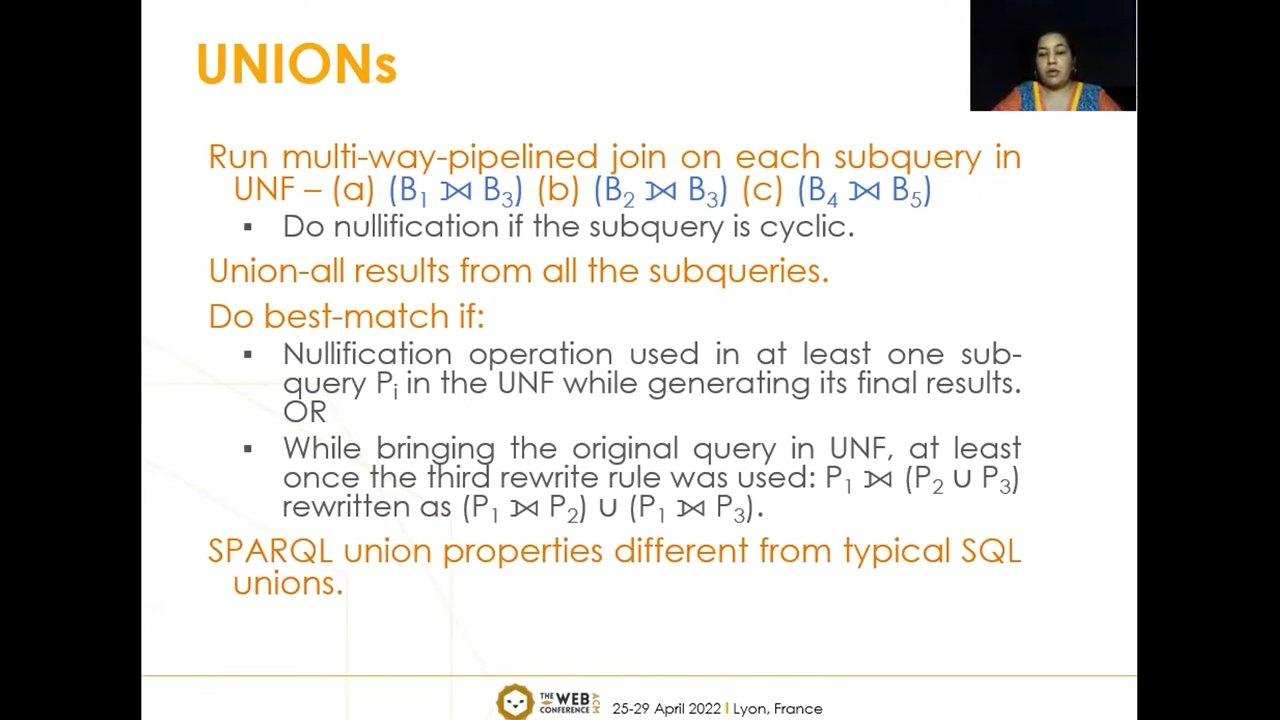 UNIONs
Run multi-way-pipelined join on each subquery in
UNF – (a) (B₁ ⟕ B₃) (b) (B₂ ⟕ B₃) (c) (B₄ ⟕ B₅)
▪ Do nullification if the subquery is cyclic.
Union-all results from all the subqueries.
Do best-match if:
▪ Nullification operation used in at least one sub-
query Pᵢ in the UNF while generating its final results.
OR
▪ While bringing the original query in UNF, at least
once the third rewrite rule was used: P₁ ⟕ (P₂ ∪ P₃)
rewritten as (P₁ ⟕ P₂) ∪ (P₁ ⟕ P₃).
SPARQL union properties different from typical SQL
unions.
THE WEB CONFERENCE ACM
25-29 April 2022 | Lyon, France